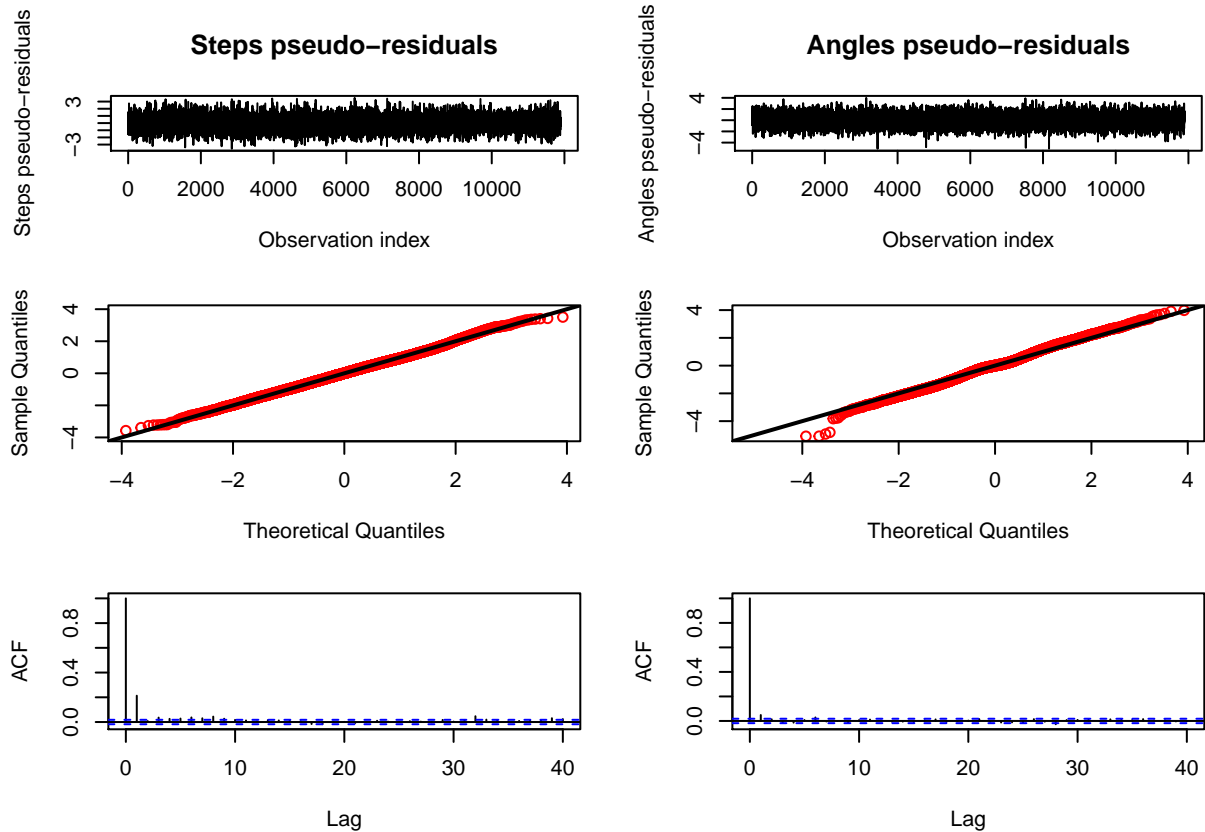 Steps pseudo−residuals
Steps pseudo−residuals
3
−3
0 2000 4000 6000 8000 10000
Observation index
Angles pseudo−residuals
Angles pseudo−residuals
4
−4
0 2000 4000 6000 8000 10000
Observation index
Sample Quantiles
4
2
0
−4
−4 −2 0 2 4
Theoretical Quantiles
Sample Quantiles
4
0
−4
−4 −2 0 2 4
Theoretical Quantiles
ACF
0.8
0.4
0.0
0 10 20 30 40
Lag
ACF
0.8
0.4
0.0
0 10 20 30 40
Lag